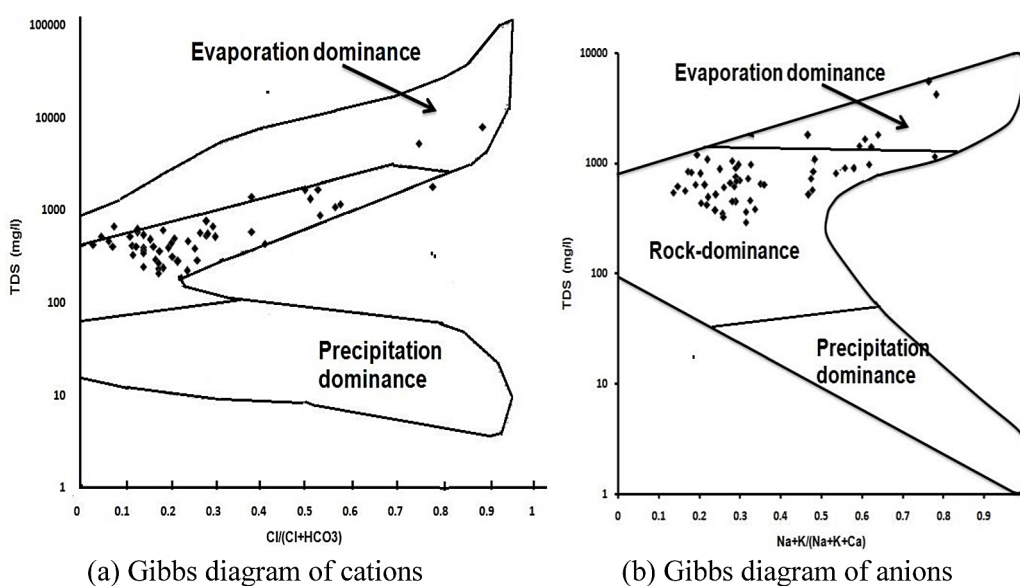 100000
10000
1000
100
10
1
TDS (mg/l)
Evaporation dominance
Precipitation
dominance
0
0.1
0.2
0.3
0.4
0.5
0.6
0.7
0.8
0.9
1
Cl/(Cl+HCO3)
(a) Gibbs diagram of cations
10000
1000
100
10
1
TDS (mg/l)
Evaporation dominance
Rock-dominance
Precipitation
dominance
0
0.1
0.2
0.3
0.4
0.5
0.6
0.7
0.8
0.9
Na+K/(Na+K+Ca)
(b) Gibbs diagram of anions